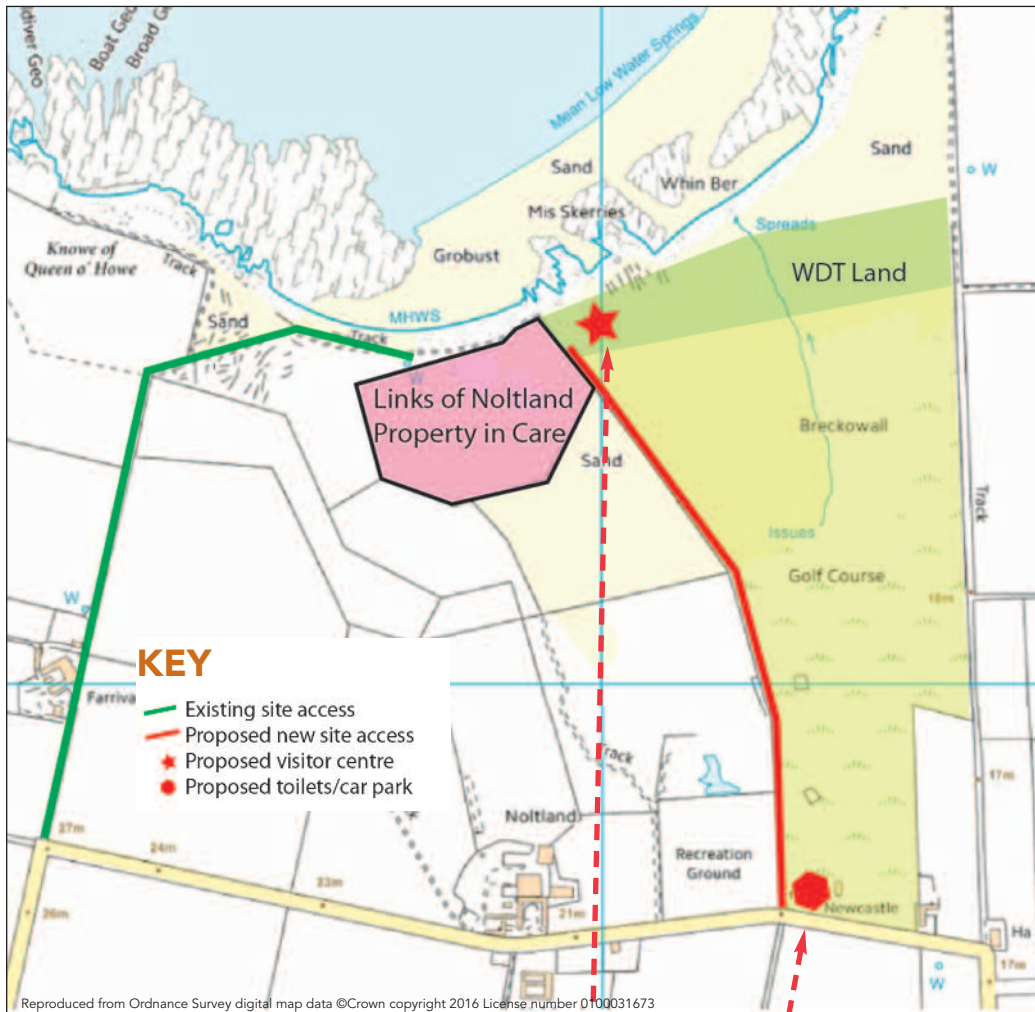 Boat Geo
Broad Ge
diver Geo
Mean Low Water Springs
Sand
Sand
Whin Ber
W
Mis Skerries
Spreads
Knowe of
Queen o' Howe
Track
Grobust
WDT Land
Sand
MHWS
Track
W
Links of Noltland
Property in Care
Breckowall
Sand
Track
Issues
Golf Course
18m
W
KEY
Existing site access
Proposed new site access
Proposed visitor centre
Proposed toilets/car park
Farriva
Track
17m
Noltland
27m
24m
Recreation
Ground
23m
26m
21m
Newcastle
Ha
17m
W
Reproduced from Ordnance Survey digital map data ©Crown copyright 2016 License number 0100031673